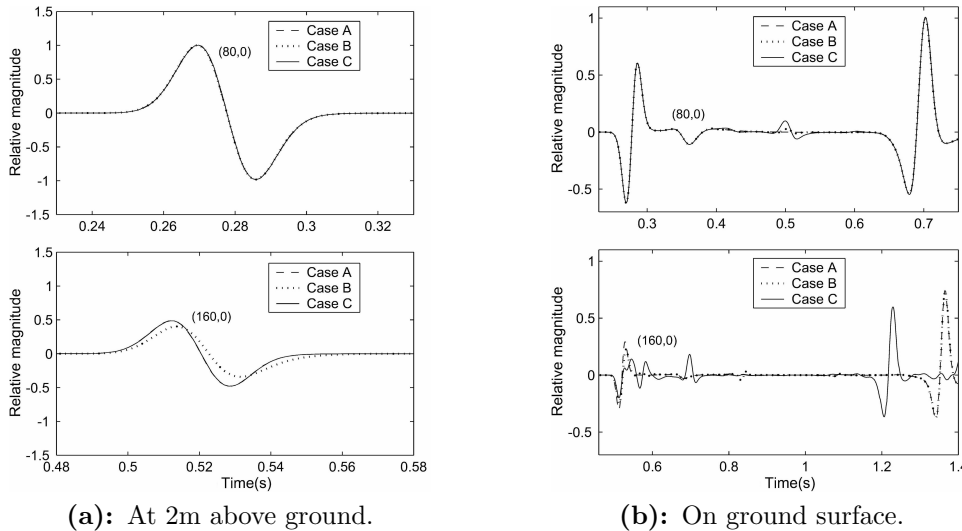 1.5
1
0.5
0
-0.5
-1
-1.5
Relative magnitude
Case A
Case B
Case C
(80,0)
0.24
0.26
0.28
0.3
0.32
1.5
1
0.5
0
-0.5
-1
-1.5
Relative magnitude
Case A
Case B
Case C
(160,0)
0.48
0.5
0.52
0.54
0.56
0.58
Time(s)
(a): At 2m above ground.
1
0.5
0
-0.5
Relative magnitude
Case A
Case B
Case C
(80,0)
0.3
0.4
0.5
0.6
0.7
1
0.5
0
-0.5
Relative magnitude
Case A
Case B
Case C
(160,0)
0.6
0.8
1
1.2
1.4
Time(s)
(b): On ground surface.